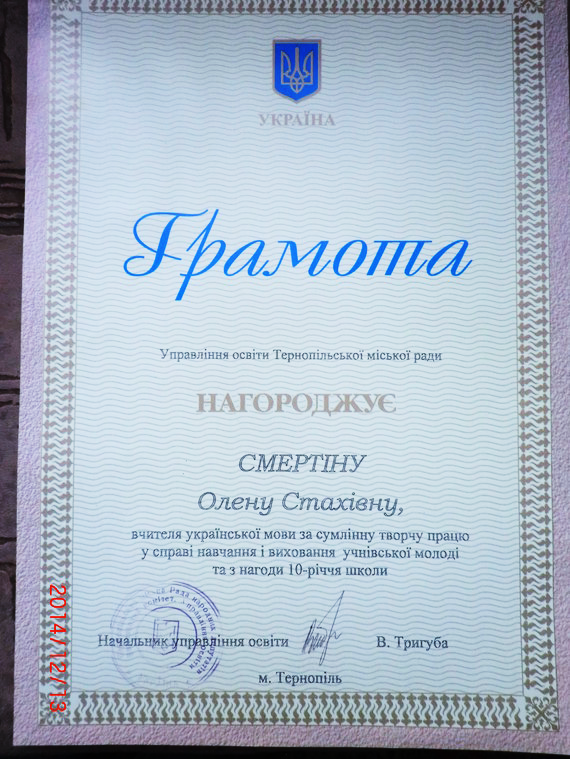 УКРАЇНА
Грамота
Управління освіти Тернопільської міської ради
НАГОРОДЖУЄ
СМЕРТІНУ
Олену Стахівну,
вчителя української мови за сумлінну творчу працю
у справі навчання і виховання учнівської молоді
та з нагоди 10-річчя школи
Начальник управління освіти В. Тригуба
м. Тернопіль
2014/12/13